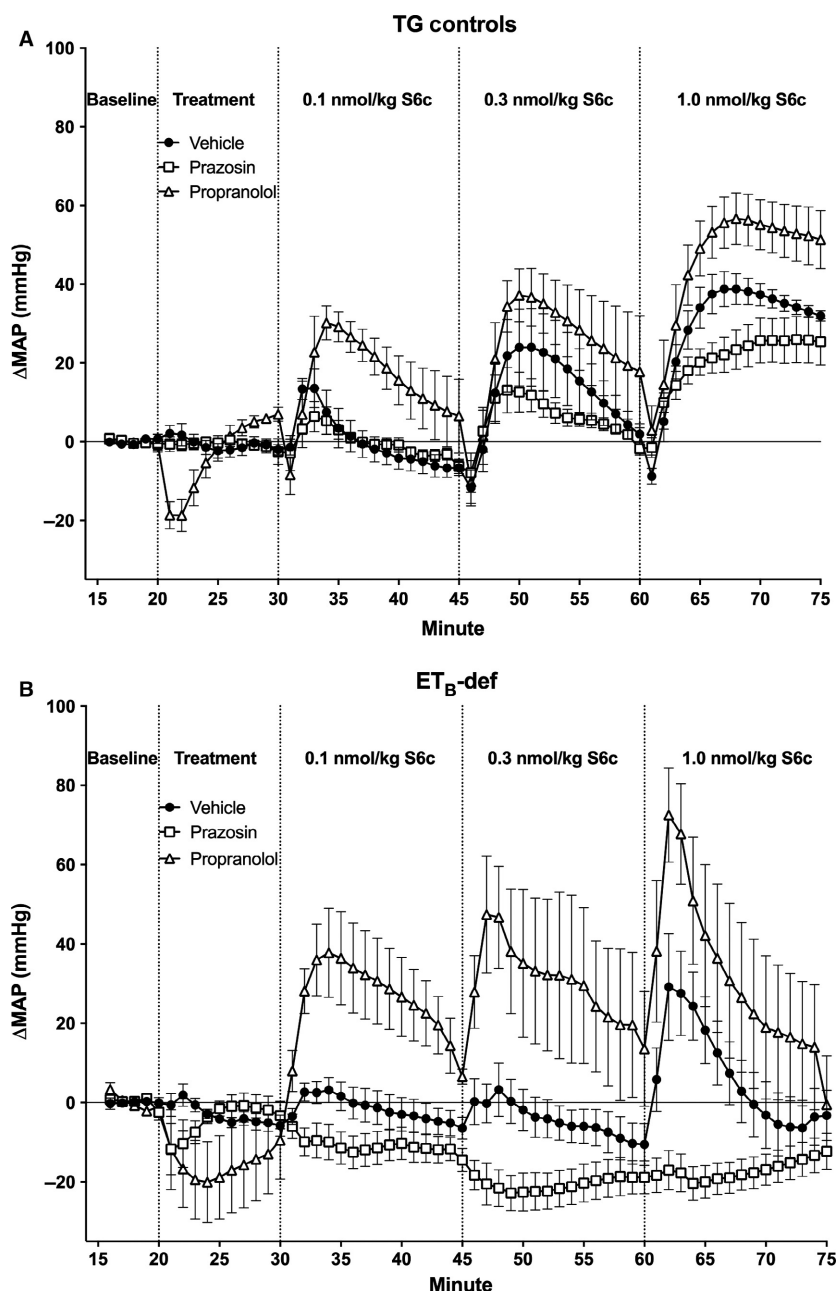 A
TG controls
100
80
60
40
20
0
–20
ΔMAP (mmHg)
Baseline Treatment 0.1 nmol/kg S6c 0.3 nmol/kg S6c 1.0 nmol/kg S6c
Vehicle
Prazosin
Propranolol
15 20 25 30 35 40 45 50 55 60 65 70 75
Minute
B
ET_B-def
100
80
60
40
20
0
–20
ΔMAP (mmHg)
Baseline Treatment 0.1 nmol/kg S6c 0.3 nmol/kg S6c 1.0 nmol/kg S6c
Vehicle
Prazosin
Propranolol
15 20 25 30 35 40 45 50 55 60 65 70 75
Minute